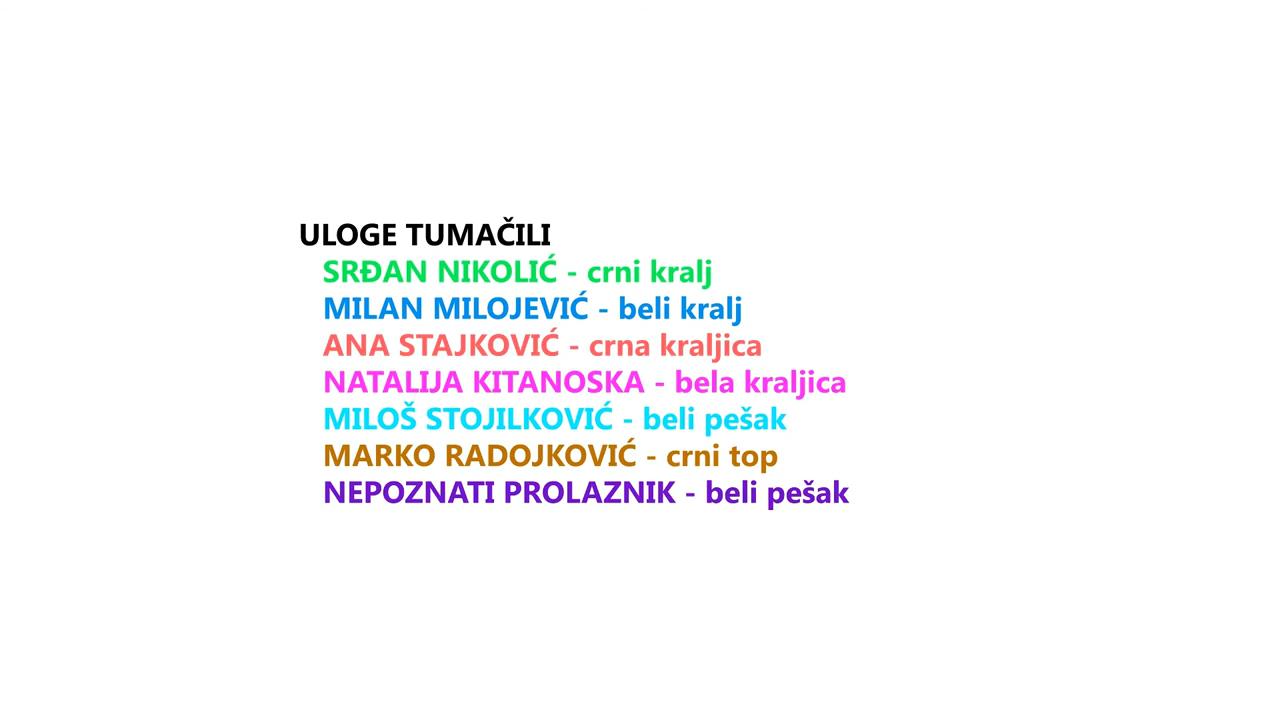 ULOGE TUMAČILI
SRĐAN NIKOLIĆ - crni kralj
MILAN MILOJEVIĆ - beli kralj
ANA STAJKOVIĆ - crna kraljica
NATALIJA KITANOSKA - bela kraljica
MILOŠ STOJILKOVIĆ - beli pešak
MARKO RADOJKOVIĆ - crni top
NEPOZNATI PROLAZNIK - beli pešak